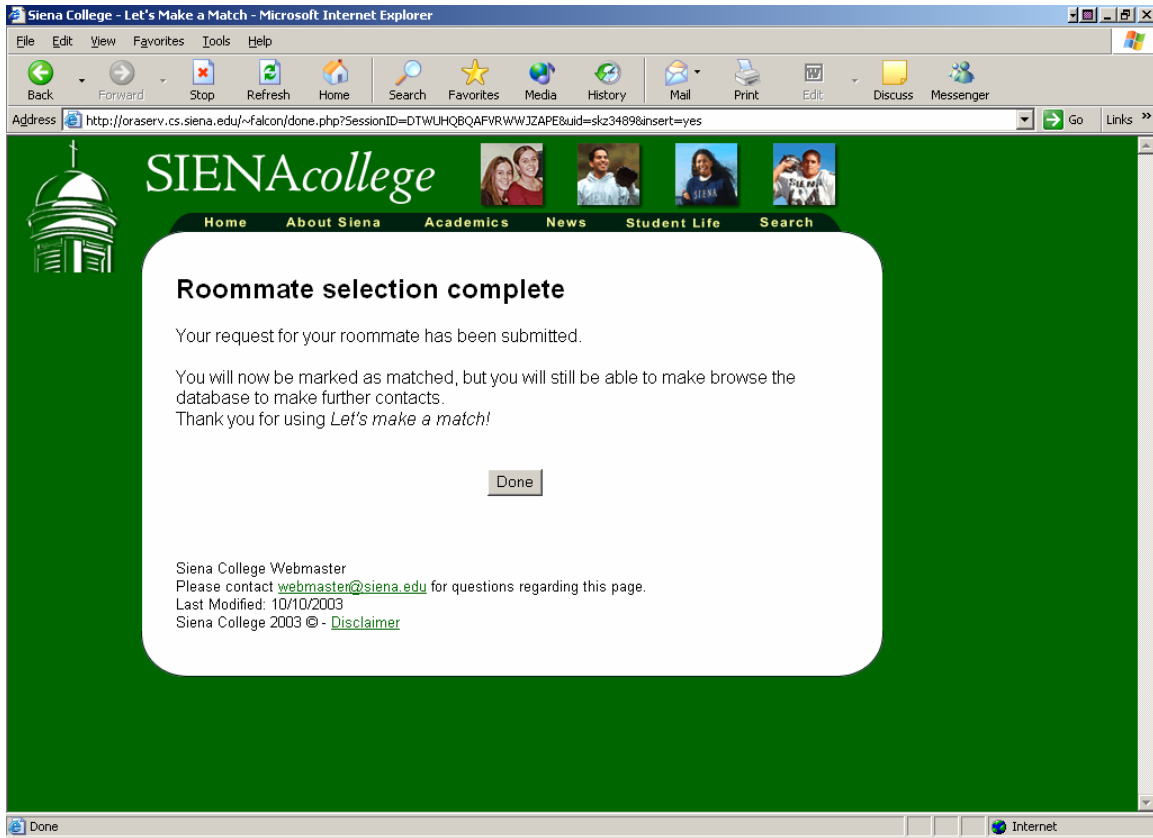 Siena College - Let's Make a Match - Microsoft Internet Explorer
File Edit View Favorites Tools Help
Back Forward Stop Refresh Home Search Favorites Media History Mail Print Edit Discuss Messenger
Address http://oraserv.cs.siena.edu/~falcon/done.php?SessionID=DTWUHQBQAFVRWWJZAPE&uid=skz3489&insert=yes Go Links »
SIENAcollege
SIENA
Home About Siena Academics News Student Life Search
Roommate selection complete
Your request for your roommate has been submitted.
You will now be marked as matched, but you will still be able to make browse the
database to make further contacts.
Thank you for using Let's make a match!
Done
Siena College Webmaster
Please contact webmaster@siena.edu for questions regarding this page.
Last Modified: 10/10/2003
Siena College 2003 © - Disclaimer
Done Internet